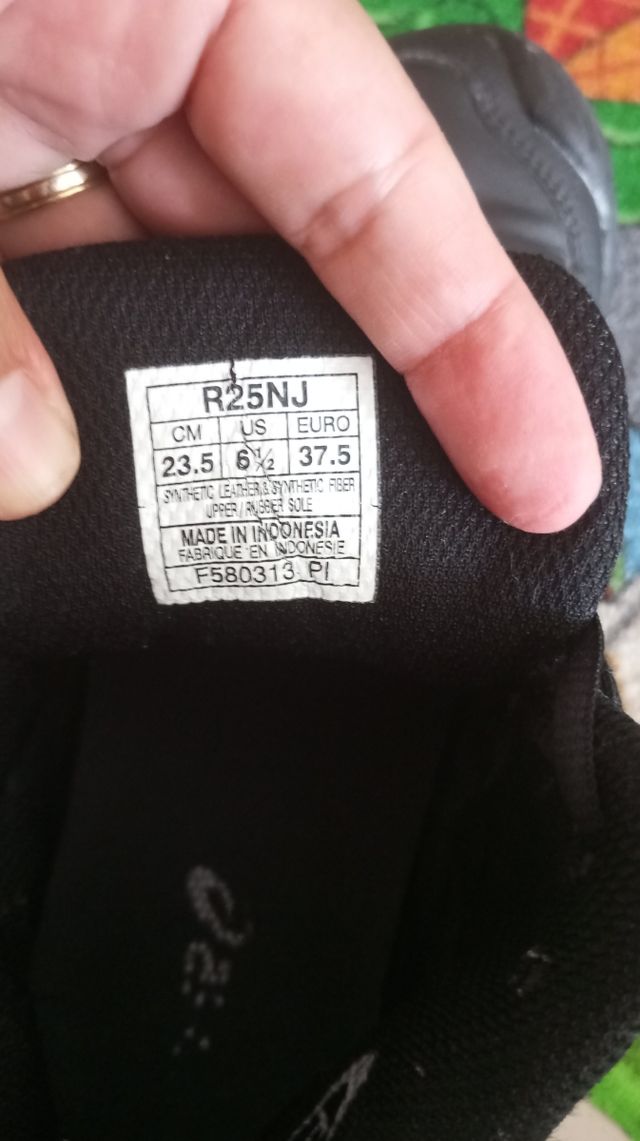 R25NJ
CM US EURO
23.5 6½ 37.5
SYNTHETIC LEATHER & SYNTHETIC FIBER
UPPER / RUBBER SOLE
MADE IN INDONESIA
FABRIQUE EN INDONESIE
F580313 PI